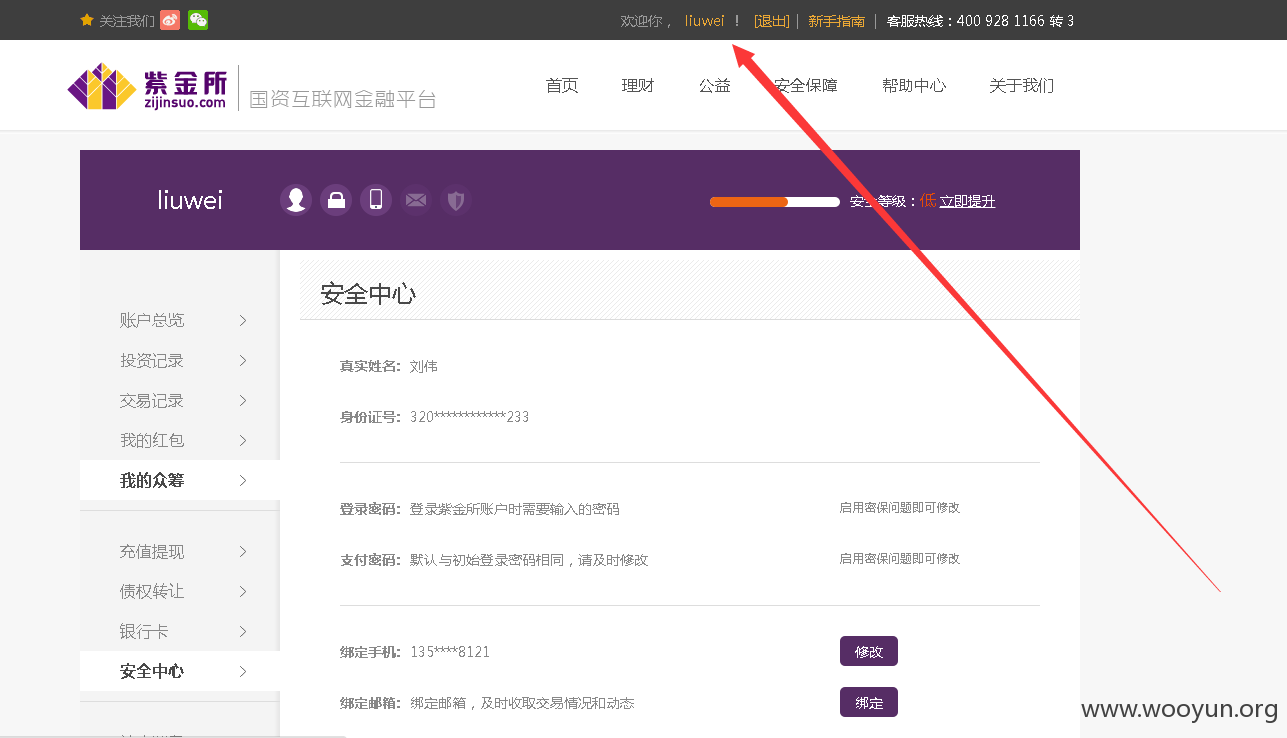 关注我们
欢迎你， liuwei ！ [退出] | 新手指南 | 客服热线：400 928 1166 转 3
紫金所
zijinsuo.com
国资互联网金融平台
首页 理财 公益 安全保障 帮助中心 关于我们
liuwei
安全等级：低 立即提升
账户总览
投资记录
交易记录
我的红包
我的众筹
充值提现
债权转让
银行卡
安全中心
安全中心
真实姓名: 刘伟
身份证号: 320************233
登录密码: 登录紫金所账户时需要输入的密码 启用密保问题即可修改
支付密码: 默认与初始登录密码相同，请及时修改 启用密保问题即可修改
绑定手机: 135****8121 修改
绑定邮箱: 绑定邮箱，及时收取交易情况和动态 绑定
www.wooyun.org